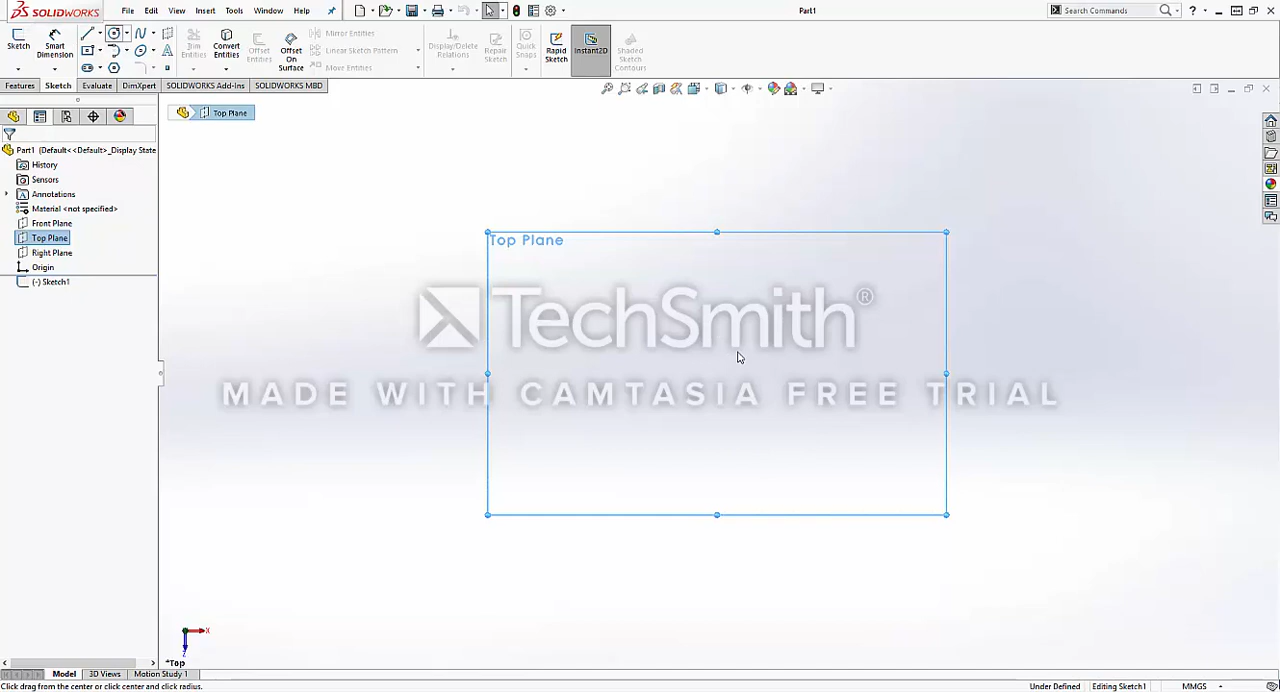 SOLIDWORKS
File Edit View Insert Tools Window Help
Part1
Search Commands
Sketch
Smart Dimension
Trim Entities
Convert Entities
Offset Entities
Offset On Surface
Mirror Entities
Linear Sketch Pattern
Move Entities
Display/Delete Relations
Repair Sketch
Quick Snaps
Rapid Sketch
Instant2D
Shaded Sketch Contours
Features Sketch Evaluate DimXpert SOLIDWORKS Add-Ins SOLIDWORKS MBD
Top Plane
Part1 (Default<<Default>_Display State
History
Sensors
Annotations
Material <not specified>
Front Plane
Top Plane
Right Plane
Origin
(-) Sketch1
Top Plane
TechSmith®
MADE WITH CAMTASIA FREE TRIAL
X
Z
*Top
Model 3D Views Motion Study 1
Click drag from the center or click center and click radius.
Under Defined Editing Sketch1 MMGS